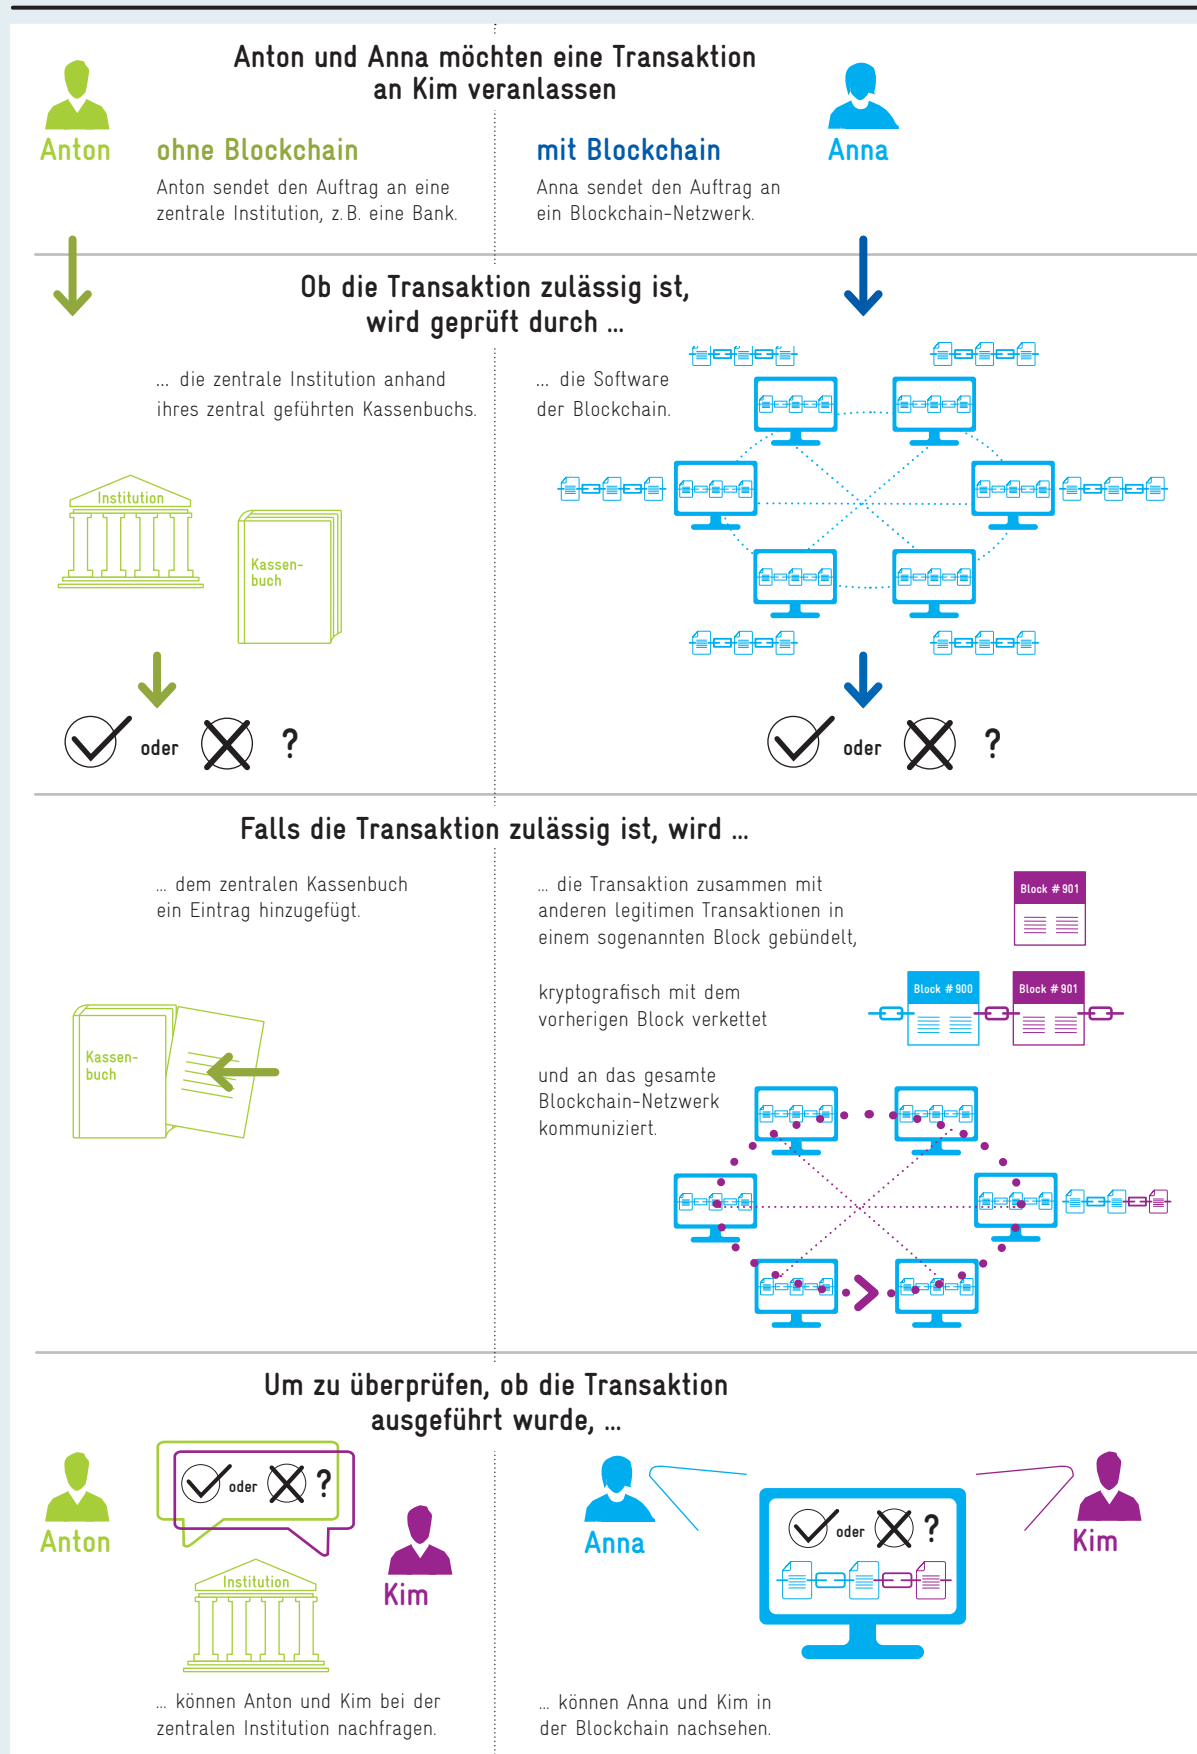 Anton und Anna möchten eine Transaktion
an Kim veranlassen
Anton
ohne Blockchain
Anton sendet den Auftrag an eine
zentrale Institution, z. B. eine Bank.
mit Blockchain
Anna sendet den Auftrag an
ein Blockchain-Netzwerk.
Anna
Ob die Transaktion zulässig ist,
wird geprüft durch ...
... die zentrale Institution anhand
ihres zentral geführten Kassenbuchs.
Institution
Kassen-
buch
oder ?
... die Software
der Blockchain.
oder ?
Falls die Transaktion zulässig ist, wird ...
... dem zentralen Kassenbuch
ein Eintrag hinzugefügt.
Kassen-
buch
... die Transaktion zusammen mit
anderen legitimen Transaktionen in
einem sogenannten Block gebündelt,
Block # 901
kryptografisch mit dem
vorherigen Block verkettet
Block # 900
Block # 901
und an das gesamte
Blockchain-Netzwerk
kommuniziert.
Um zu überprüfen, ob die Transaktion
ausgeführt wurde, ...
Anton
oder ?
Kim
Institution
... können Anton und Kim bei der
zentralen Institution nachfragen.
Anna
oder ?
Kim
... können Anna und Kim in
der Blockchain nachsehen.